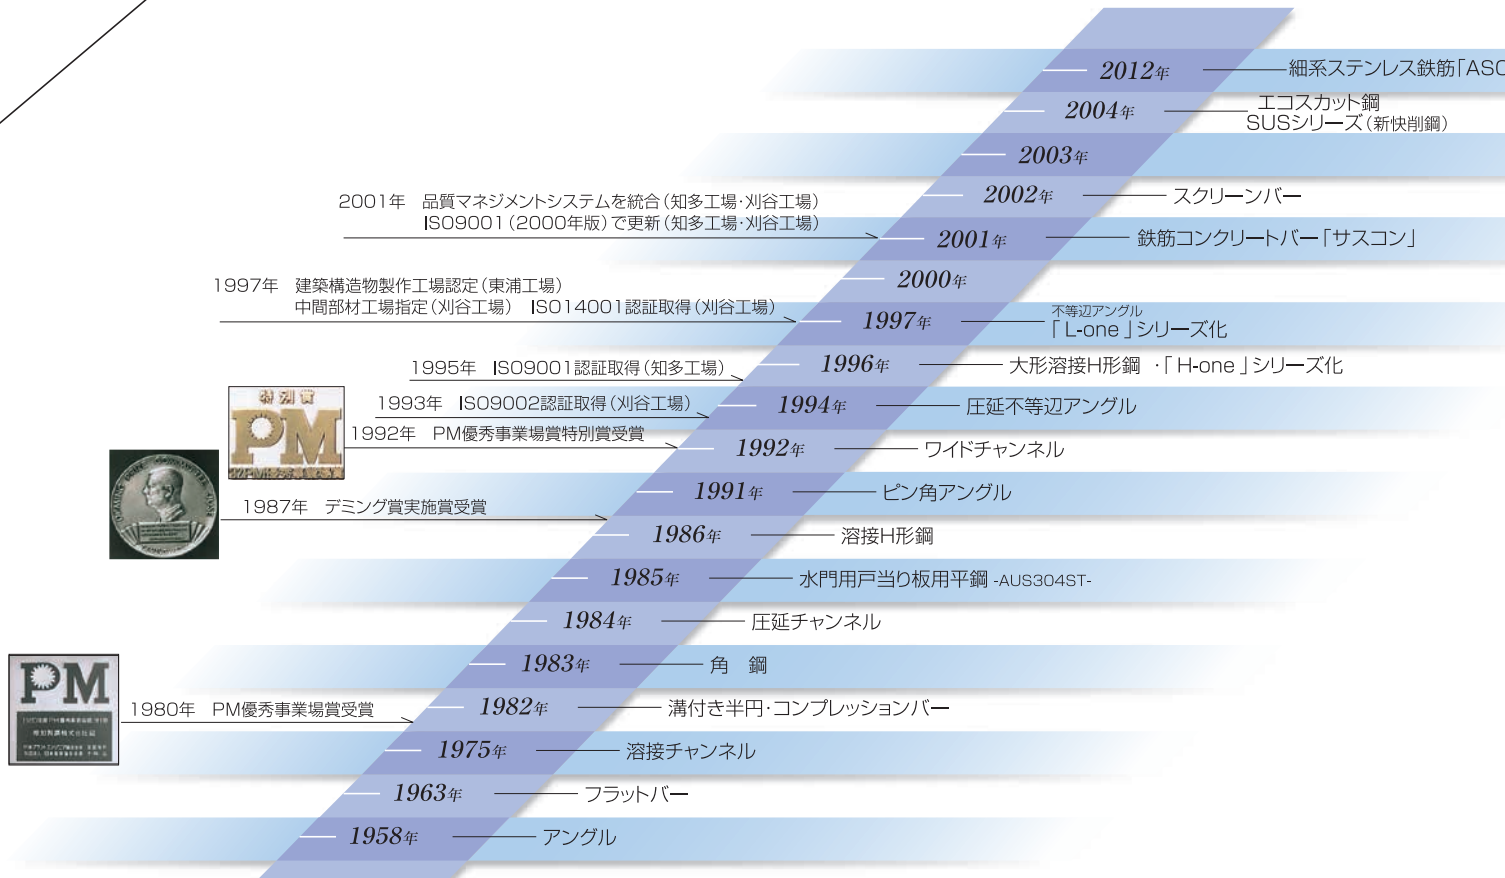 2012年 細系ステンレス鉄筋「ASC
2004年 エコスカット鋼
SUSシリーズ（新快削鋼）
2003年
2002年 スクリーンバー
2001年 品質マネジメントシステムを統合（知多工場・刈谷工場）
ISO9001（2000年版）で更新（知多工場・刈谷工場）
2001年 鉄筋コンクリートバー「サスコン」
2000年
1997年 建築構造物製作工場認定（東浦工場）
中間部材工場指定（刈谷工場） ISO14001認証取得（刈谷工場）
1997年 不等辺アングル
「L-one」シリーズ化
1996年 大形溶接H形鋼 ・「H-one」シリーズ化
1995年 ISO9001認証取得（知多工場）
1994年 圧延不等辺アングル
1993年 ISO9002認証取得（刈谷工場）
特別賞
PM
1992年 PM優秀事業場賞特別賞受賞
1992年 ワイドチャンネル
1991年 ピン角アングル
1987年 デミング賞実施賞受賞
1986年 溶接H形鋼
1985年 水門用戸当り板用平鋼 -AUS304ST-
1984年 圧延チャンネル
1983年 角 鋼
PM
1980年 PM優秀事業場賞受賞
1982年 溝付き半円・コンプレッションバー
1975年 溶接チャンネル
1963年 フラットバー
1958年 アングル